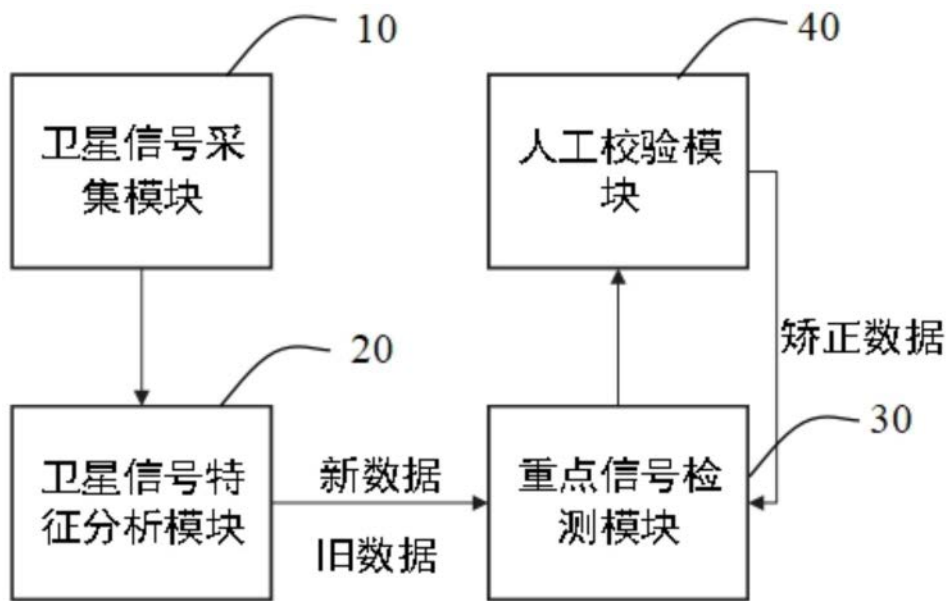 10
卫星信号采
集模块
40
人工校验模
块
矫正数据
20
卫星信号特
征分析模块
新数据
旧数据
30
重点信号检
测模块